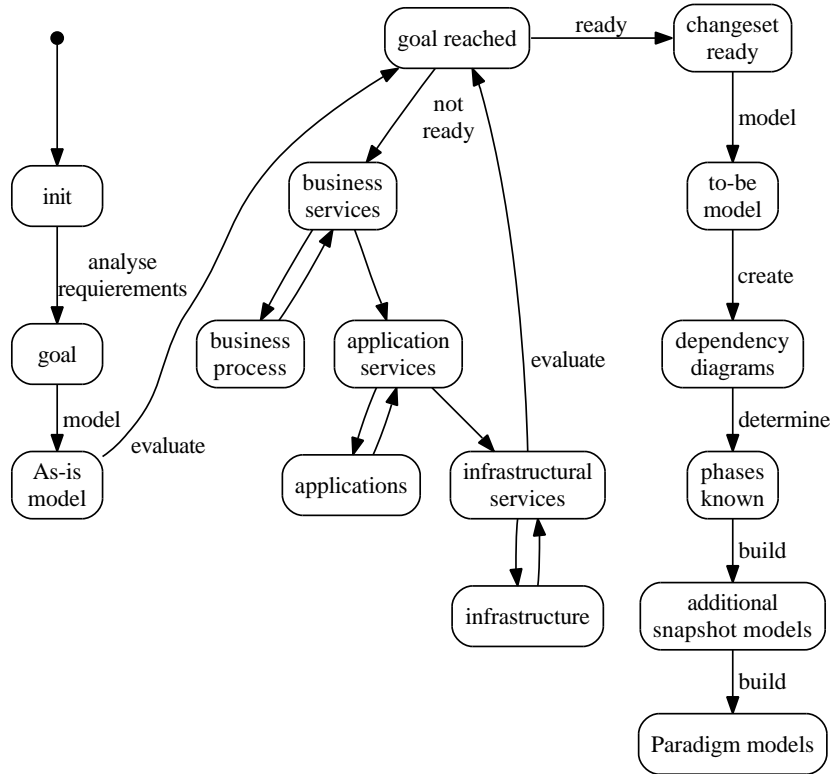 goal reached
ready
changeset
ready
not
ready
model
init
business
services
to-be
model
analyse
requierements
create
goal
business
process
application
services
evaluate
dependency
diagrams
model
evaluate
determine
As-is
model
applications
infrastructural
services
phases
known
build
infrastructure
additional
snapshot models
build
Paradigm models